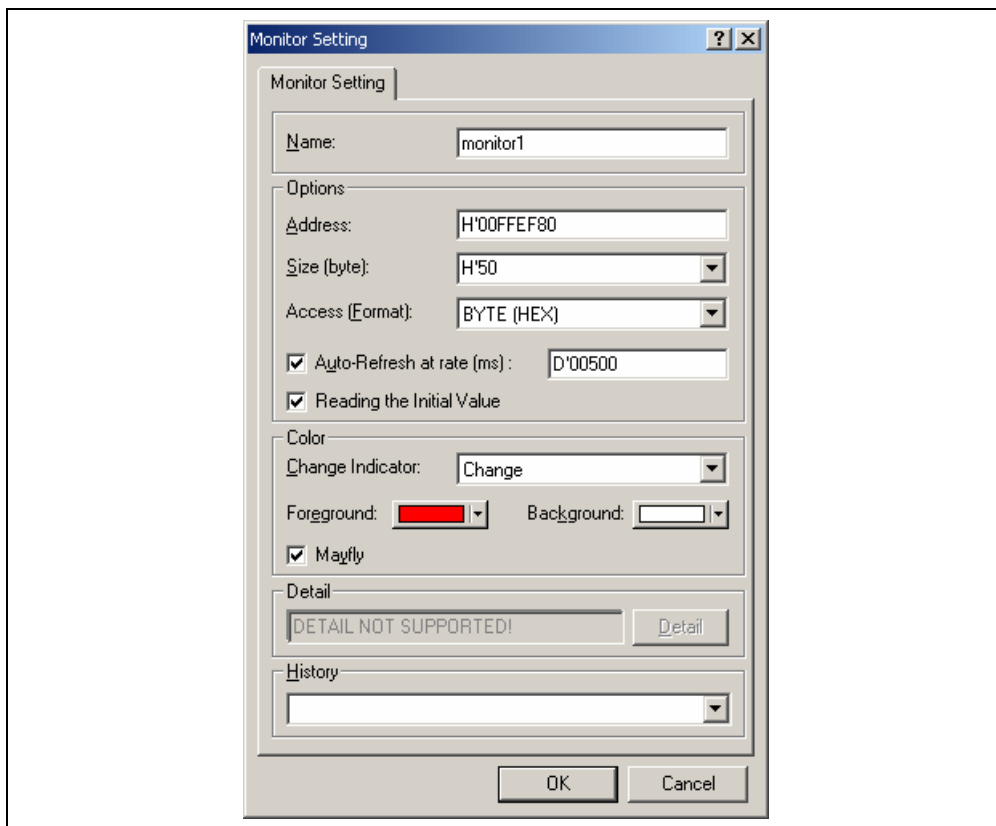 Monitor Setting
Monitor Setting
Name: monitor1
Options
Address: H'00FFEF80
Size (byte): H'50
Access (Format): BYTE (HEX)
Auto-Refresh at rate (ms) : D'00500
Reading the Initial Value
Color
Change Indicator: Change
Foreground: Background:
Mayfly
Detail
DETAIL NOT SUPPORTED! Detail
History
OK Cancel